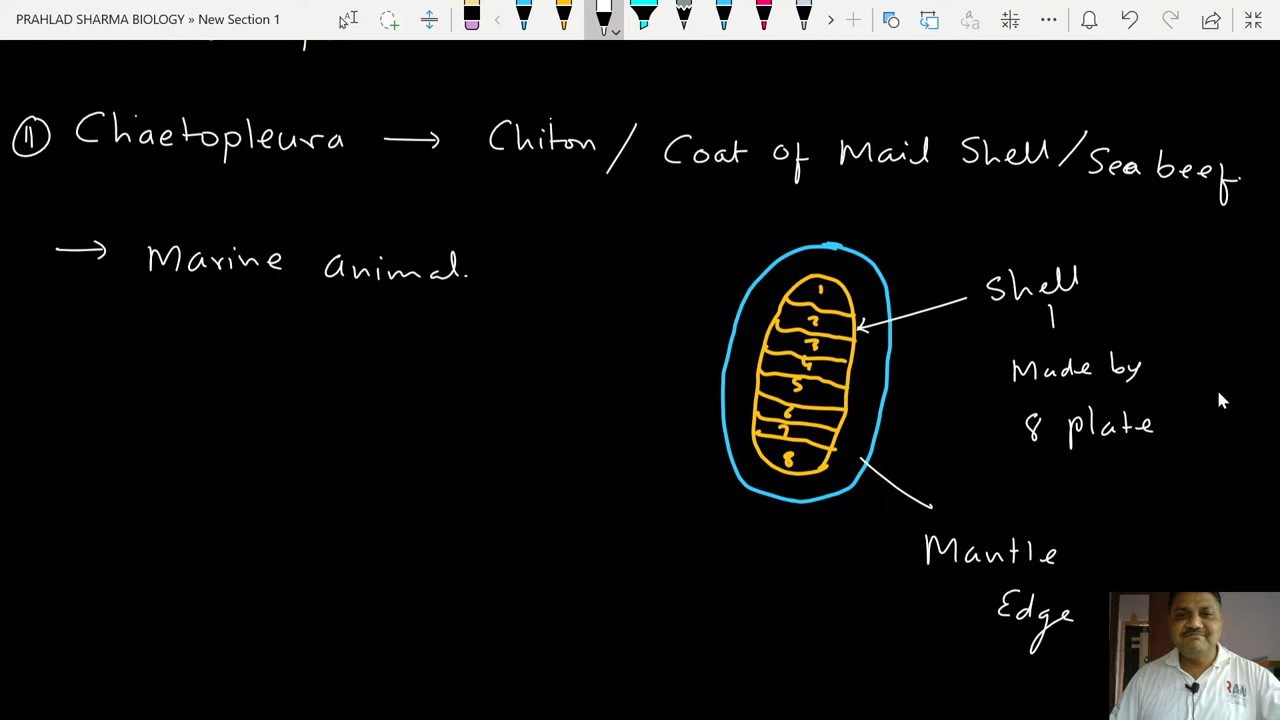 PRAHLAD SHARMA BIOLOGY » New Section 1
11 Chaetopleura → Chiton / Coat of Mail Shell / Sea beef.
→ Marine animal.
Shell
Made by
8 plate
1
2
3
4
5
6
7
8
Mantle
Edge